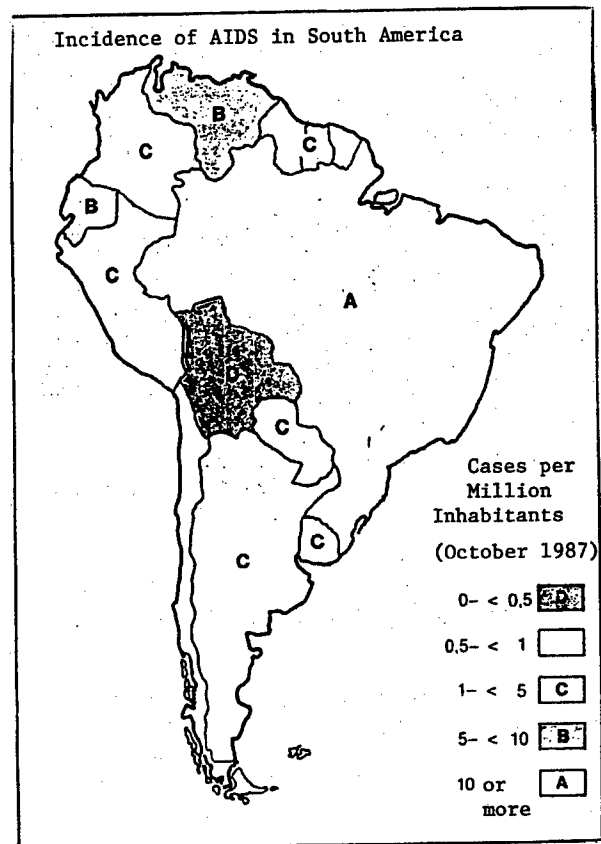 Incidence of AIDS in South America
B
C
C
B
C
A
D
C
C
C
Cases per
Million
Inhabitants
(October 1987)
0- < 0,5 D
0,5- < 1
1- < 5 C
5- < 10 B
10 or more A